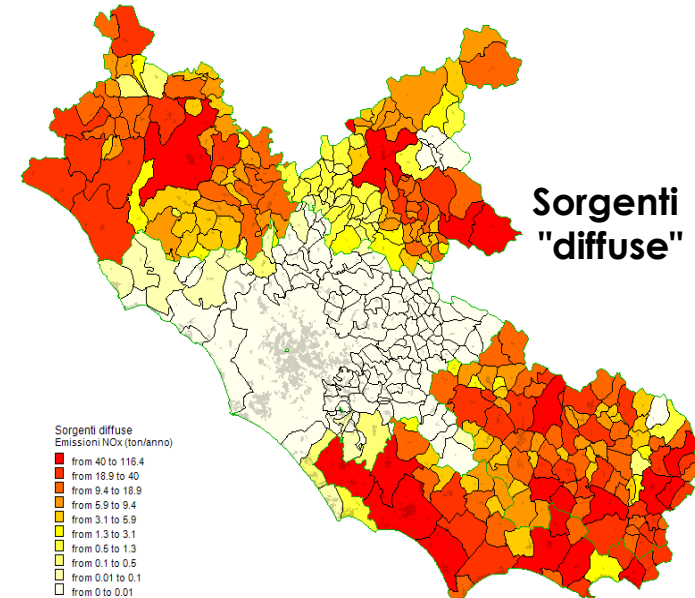 Sorgenti
"diffuse"
Sorgenti diffuse
Emissioni NOx (ton/anno)
from 40 to 116.4
from 18.9 to 40
from 9.4 to 18.9
from 5.9 to 9.4
from 3.1 to 5.9
from 1.3 to 3.1
from 0.5 to 1.3
from 0.1 to 0.5
from 0.01 to 0.1
from 0 to 0.01